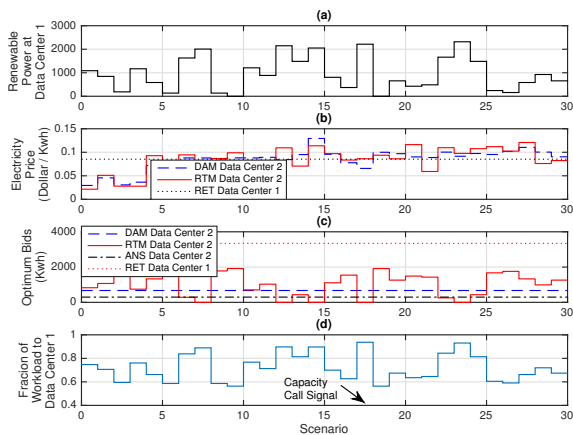 (a)
Renewable
Power at
Data Center 1
3000
2000
1000
0
0 5 10 15 20 25 30
(b)
Electricity
Price
(Dollar / Kwh)
0.15
0.1
0.05
0
DAM Data Center 2
RTM Data Center 2
RET Data Center 1
0 5 10 15 20 25 30
(c)
Optimum Bids
(Kwh)
4000
2000
0
DAM Data Center 2
RTM Data Center 2
ANS Data Center 2
RET Data Center 1
0 5 10 15 20 25 30
(d)
Fracion of
Workload to
Data Center 1
1
0.8
0.6
0.4
Capacity
Call Signal
0 5 10 15 20 25 30
Scenario